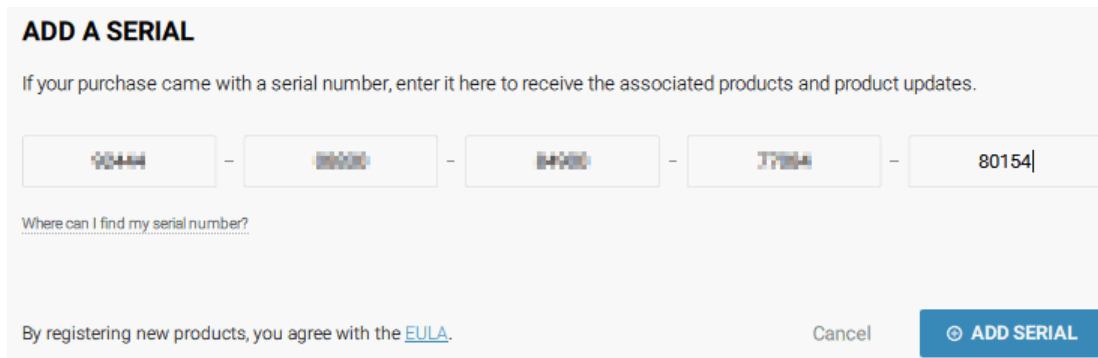 ADD A SERIAL
If your purchase came with a serial number, enter it here to receive the associated products and product updates.
- - - - 80154
Where can I find my serial number?
By registering new products, you agree with the EULA. Cancel ADD SERIAL